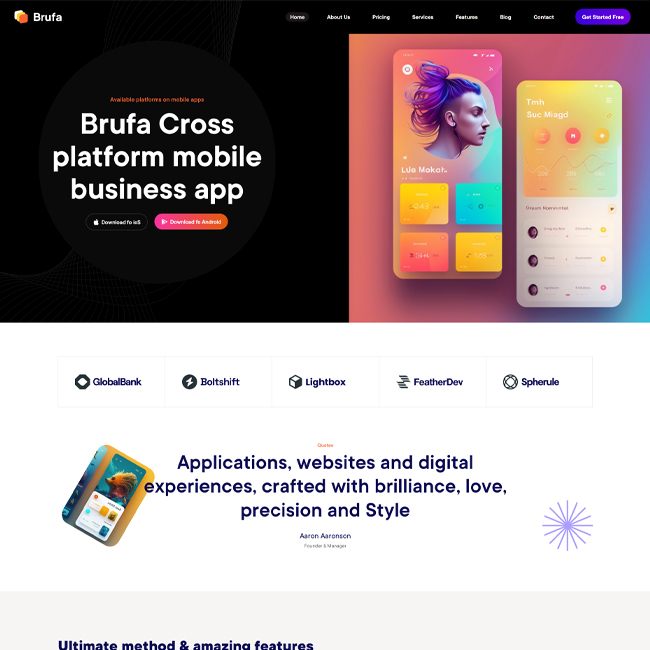 Brufa
Home
About Us
Pricing
Services
Features
Blog
Contact
Get Started Free
Available platforms on mobile apps
Brufa Cross
platform mobile
business app
Download fo ioS
Download fo Android
Tmh
Suc Miagd
GlobalBank
Boltshift
Lightbox
FeatherDev
Spherule
Quotes
Applications, websites and digital
experiences, crafted with brilliance, love,
precision and Style
Aaron Aaronson
Founder & Manager
Ultimate method & amazing features